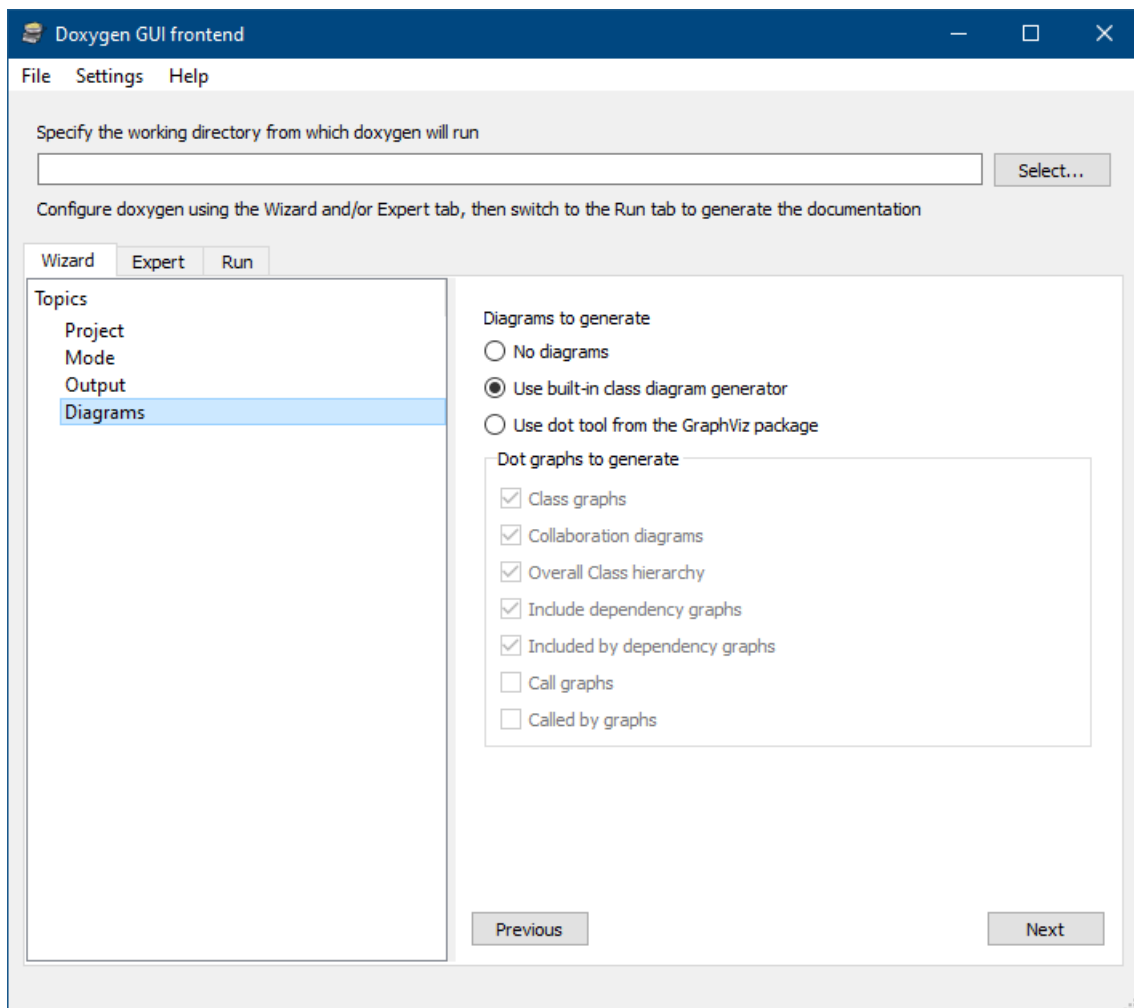 Doxygen GUI frontend
File Settings Help
Specify the working directory from which doxygen will run
Select...
Configure doxygen using the Wizard and/or Expert tab, then switch to the Run tab to generate the documentation
Wizard Expert Run
Topics
Project
Mode
Output
Diagrams
Diagrams to generate
No diagrams
Use built-in class diagram generator
Use dot tool from the GraphViz package
Dot graphs to generate
Class graphs
Collaboration diagrams
Overall Class hierarchy
Include dependency graphs
Included by dependency graphs
Call graphs
Called by graphs
Previous Next